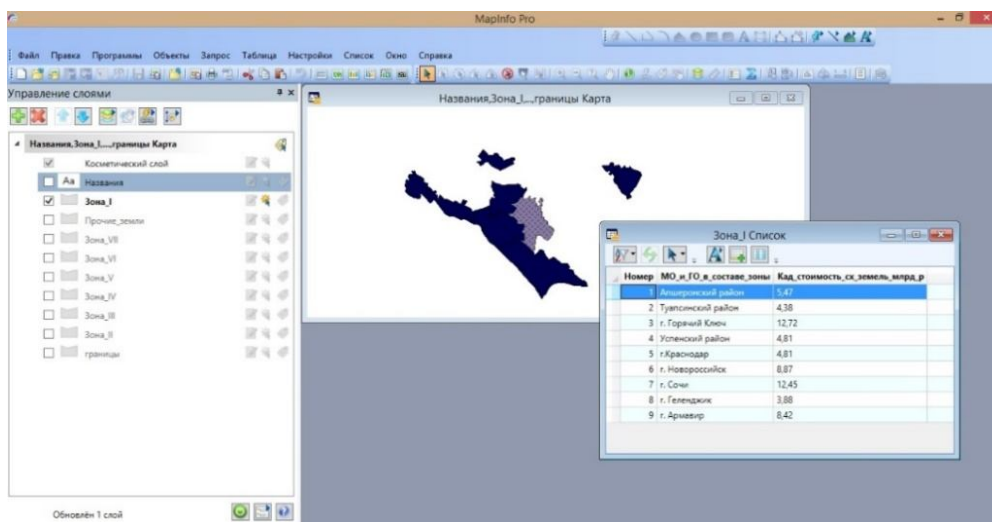 MapInfo Pro
Файл Правка Программы Объекты Запрос Таблица Настройки Список Окно Справка
Управление слоями
Названия,Зона_I,...,границы Карта
Косметический слой
Aa Названия
Зона_I
Прочие_земли
Зона_VII
Зона_VI
Зона_V
Зона_IV
Зона_III
Зона_II
границы
Обновлён 1 слой
Названия,Зона_I,...,границы Карта
Зона_I Список
Номер МО_и_ГО_в_составе_зоны Кад_стоимость_сх_земель_млрд_р
1 Апшеронский район 5,47
2 Туапсинский район 4,38
3 г. Горячий Ключ 12,72
4 Успенский район 4,81
5 г.Краснодар 4,81
6 г. Новороссийск 8,87
7 г. Сочи 12,45
8 г. Геленджик 3,88
9 г. Армавир 8,42